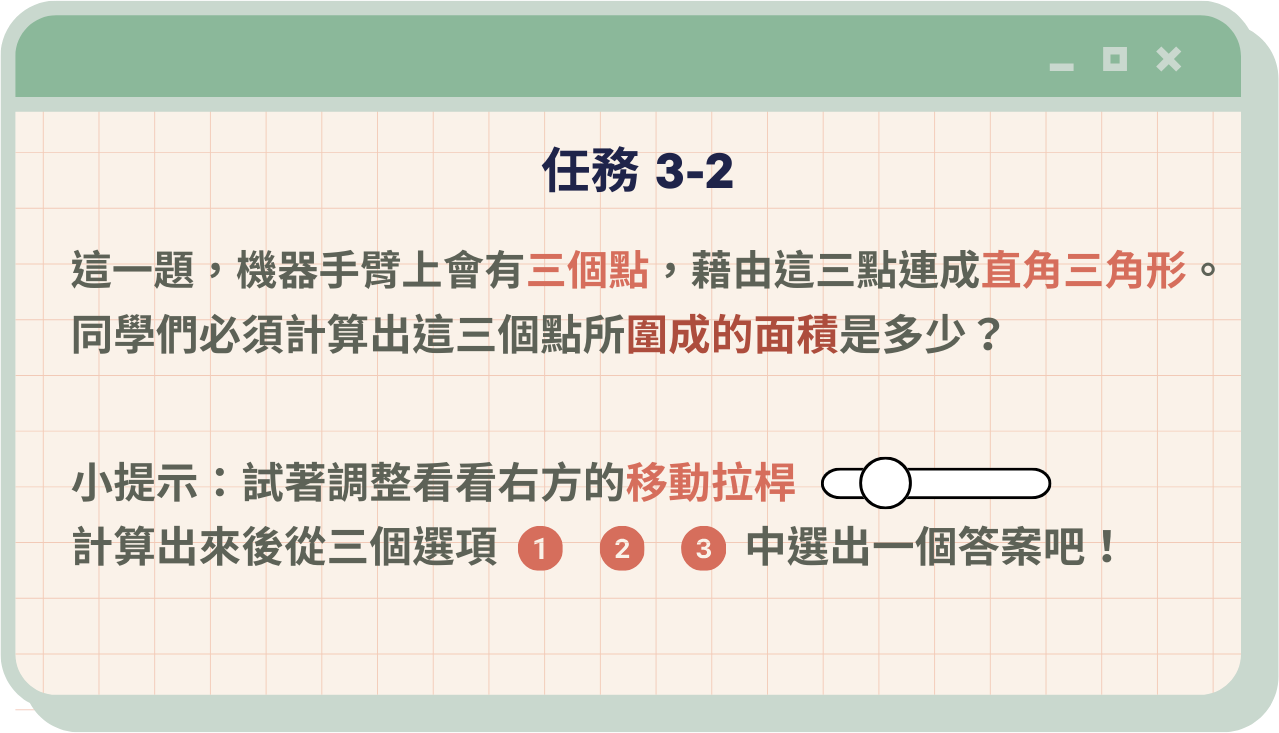 任務 3-2
這一題，機器手臂上會有三個點，藉由這三點連成直角三角形。
同學們必須計算出這三個點所圍成的面積是多少？
小提示：試著調整看看右方的移動拉桿
計算出來後從三個選項 1 2 3 中選出一個答案吧！